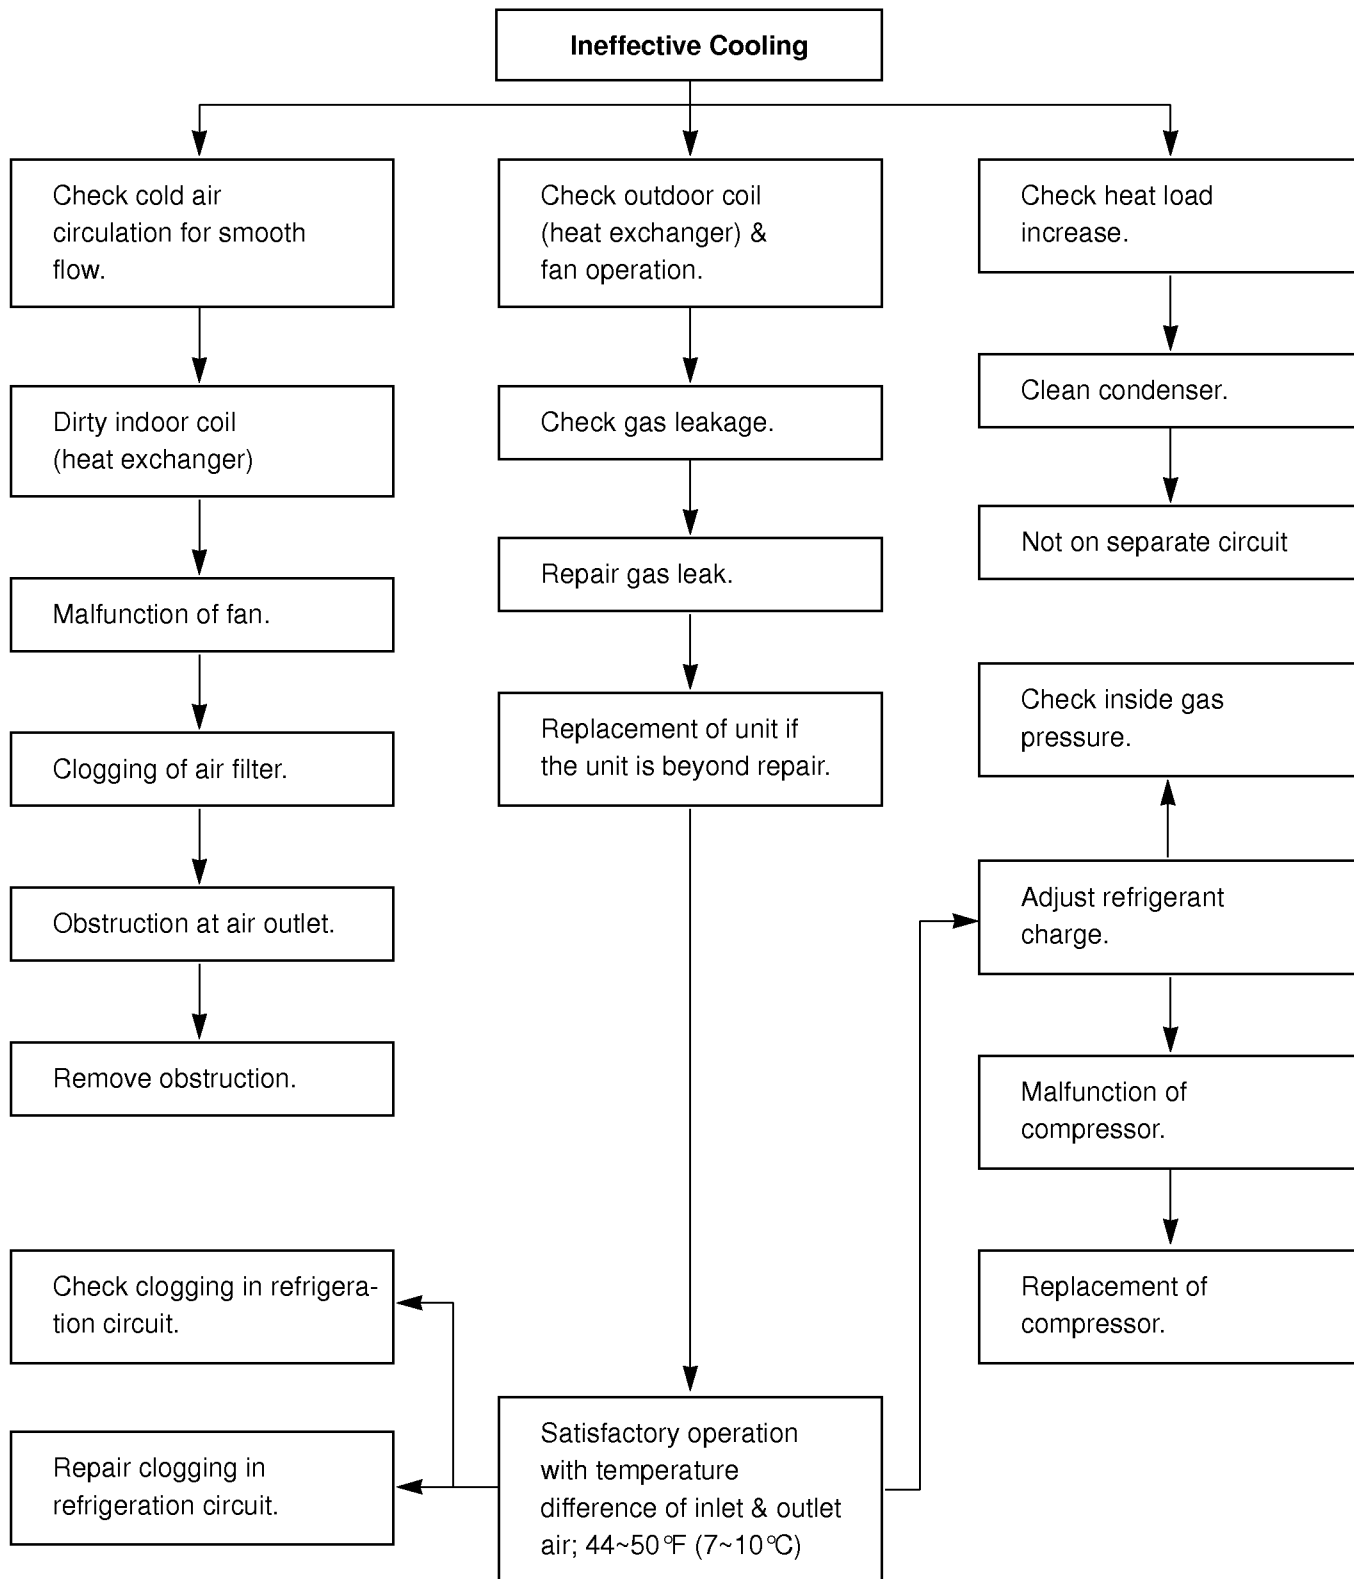 Ineffective Cooling
Check cold air
circulation for smooth
flow.
Dirty indoor coil
(heat exchanger)
Malfunction of fan.
Clogging of air filter.
Obstruction at air outlet.
Remove obstruction.
Check clogging in refrigera-
tion circuit.
Repair clogging in
refrigeration circuit.
Check outdoor coil
(heat exchanger) &
fan operation.
Check gas leakage.
Repair gas leak.
Replacement of unit if
the unit is beyond repair.
Satisfactory operation
with temperature
difference of inlet & outlet
air; 44~50°F (7~10°C)
Check heat load
increase.
Clean condenser.
Not on separate circuit
Check inside gas
pressure.
Adjust refrigerant
charge.
Malfunction of
compressor.
Replacement of
compressor.